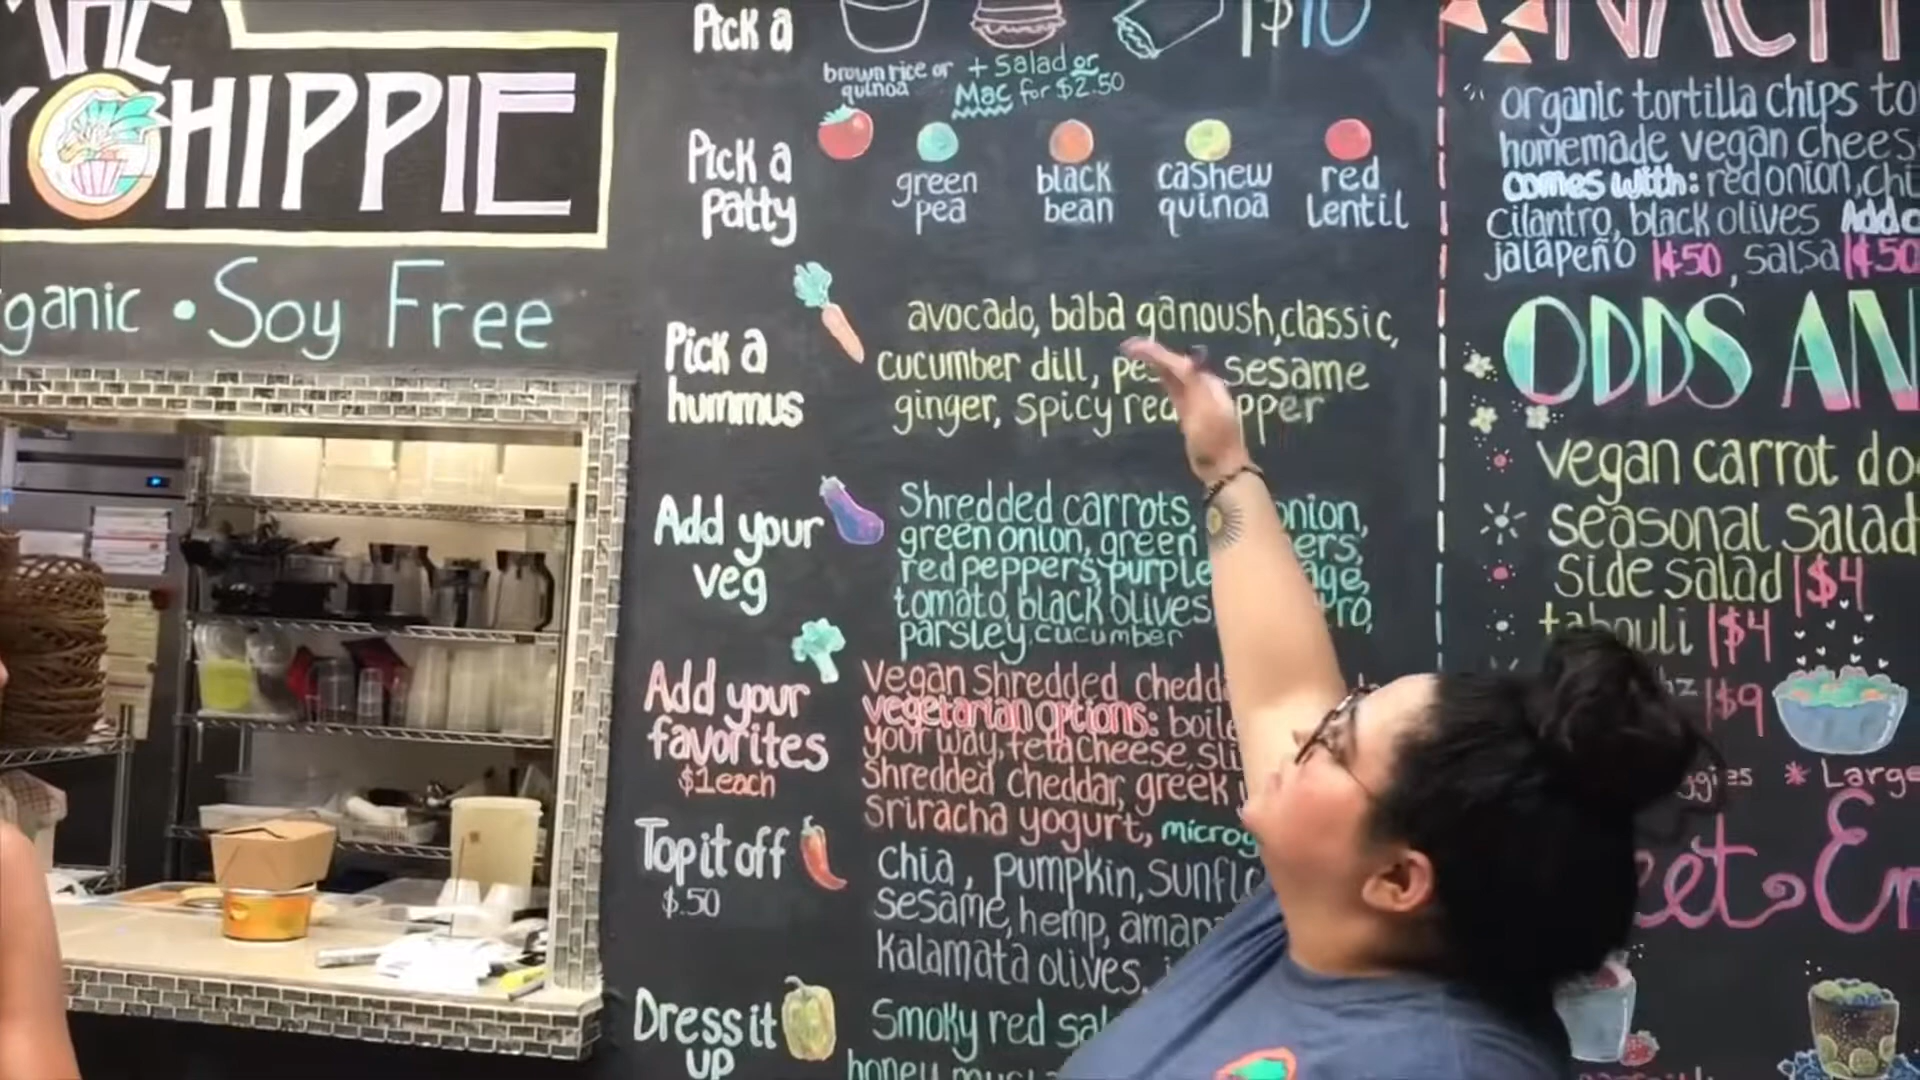 THE
Y HIPPIE
ganic • Soy Free
Pick a
1$10
brown rice or
quinoa
+ salad or
Mac for $2.50
Pick a
patty
green
pea
black
bean
cashew
quinoa
red
lentil
Pick a
hummus
avocado, baba ganoush, classic,
cucumber dill, sesame
ginger, spicy red
Add your
veg
Shredded carrots, onion,
green onion, green
red peppers, purple
tomato, black olives
parsley, cucumber
Add your
favorites
$1 each
Vegan shredded
vegetarian options:
your way, feta cheese,
shredded cheddar, greek
sriracha yogurt,
Top it off
$.50
chia, pumpkin,
sesame, hemp,
kalamata olives,
Dress it
up
Smoky red
honey
organic tortilla chips
homemade vegan
comes with: red onion,
cilantro, black olives
jalapeño |¢50, salsa |¢50
ODDS
vegan carrot
seasonal salad
side salad |$4
tabouli |$4
|$9
* Large